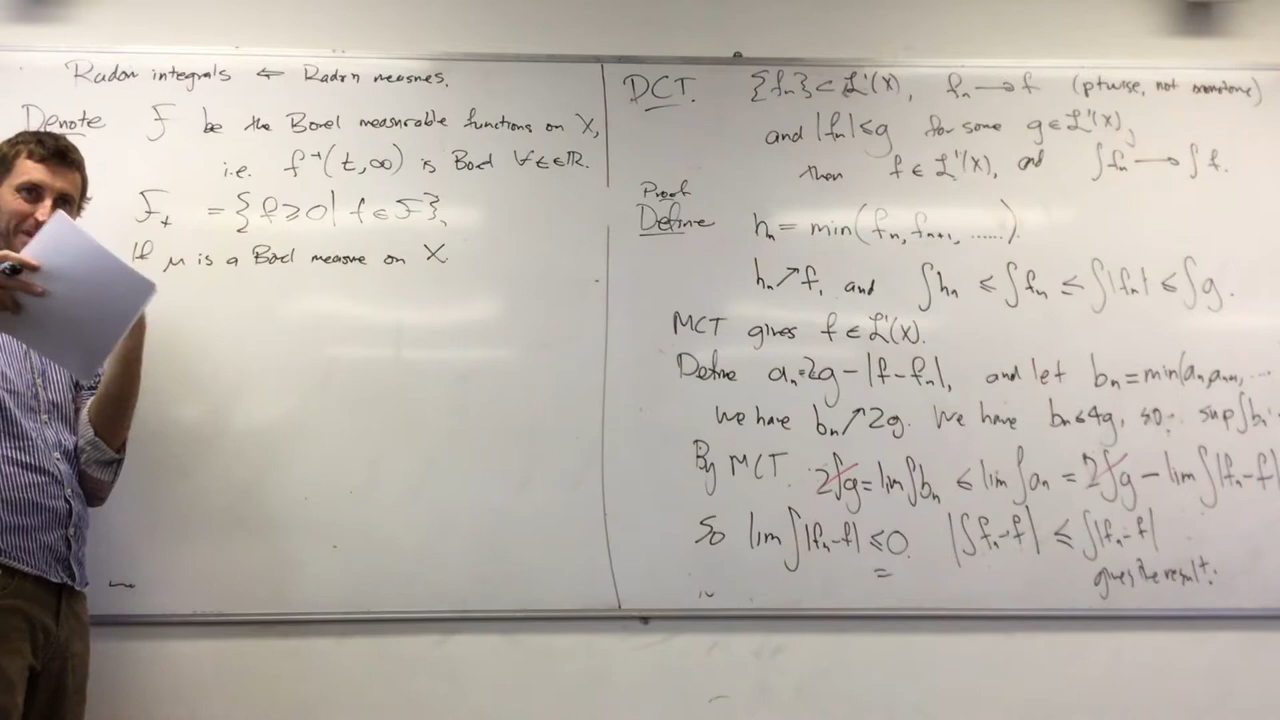 Radon integrals ⇐ Radon measures.
Denote F be the Borel measurable functions on X,
i.e. f⁻¹(t,∞) is Borel ∀t∈ℝ.
F₊ = {f ≥ 0 | f ∈ F}.
If μ is a Borel measure on X
DCT. {fₙ} ⊂ L¹(X), fₙ → f (ptwise, not monotone)
and |fₙ| ≤ g for some g ∈ L¹(X),
then f ∈ L¹(X), and ∫fₙ → ∫f.
Proof
Define hₙ = min(fₙ, fₙ₊₁, ......).
hₙ ↗ f, and ∫hₙ ≤ ∫fₙ ≤ ∫|fₙ| ≤ ∫g.
MCT gives f ∈ L¹(X).
Define aₙ = 2g − |f − fₙ|, and let bₙ = min(aₙ, aₙ₊₁, ...
We have bₙ ↗ 2g. We have bₙ ≤ 4g, so: sup ∫bₙ
By MCT. 2∫g = lim ∫bₙ ≤ lim ∫aₙ = 2∫g − lim ∫|fₙ − f|
So lim ∫|fₙ − f| ≤ 0. |∫fₙ − f| ≤ ∫|fₙ − f|
gives the result.